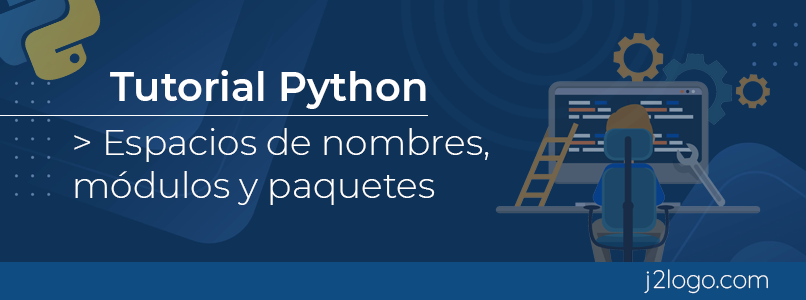 Tutorial Python
> Espacios de nombres,
módulos y paquetes
j2logo.com